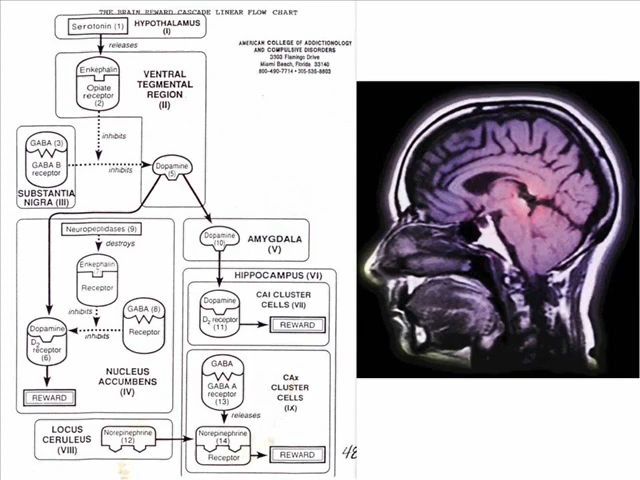 THE BRAIN REWARD CASCADE LINEAR FLOW CHART
Serotonin (1)
HYPOTHALAMUS
(I)
releases
AMERICAN COLLEGE OF ADDICTIONOLOGY
AND COMPULSIVE DISORDERS
3303 Flamingo Drive
Miami Beach, Florida 33140
800-490-7714 • 305-535-8803
Enkephalin
Opiate
receptor
(2)
VENTRAL
TEGMENTAL
REGION
(II)
inhibits
GABA (3)
GABA B
receptor
inhibits
Dopamine
(5)
SUBSTANTIA
NIGRA (III)
Neuropeptidases (9)
destroys
Enkephalin
Receptor
inhibits
GABA (8)
Receptor
inhibits
Dopamine
D2
receptor
(6)
REWARD
NUCLEUS
ACCUMBENS
(IV)
Dopamine
(10)
AMYGDALA
(V)
HIPPOCAMPUS (VI)
Dopamine
D2 receptor
(11)
CAI CLUSTER
CELLS (VII)
REWARD
GABA
GABA A
receptor
(13)
CAx
CLUSTER
CELLS
(IX)
releases
LOCUS
CERULEUS
(VIII)
Norepinephrine
(12)
Norepinephrine
(14)
Receptor
REWARD
48